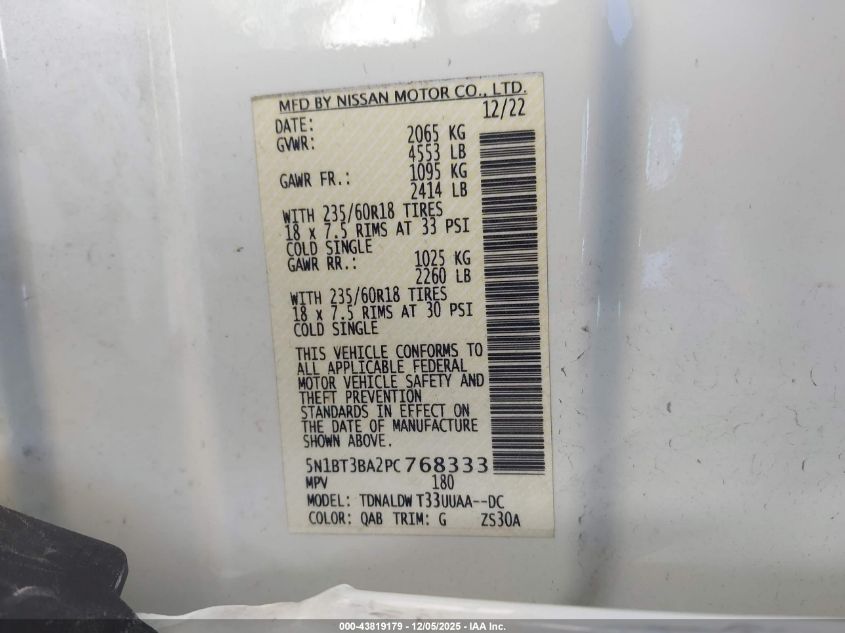 MFD BY NISSAN MOTOR CO., LTD.
DATE: 12/22
GVWR: 2065 KG
4553 LB
GAWR FR.: 1095 KG
2414 LB
WITH 235/60R18 TIRES
18 x 7.5 RIMS AT 33 PSI
COLD SINGLE
GAWR RR.: 1025 KG
2260 LB
WITH 235/60R18 TIRES
18 x 7.5 RIMS AT 30 PSI
COLD SINGLE
THIS VEHICLE CONFORMS TO
ALL APPLICABLE FEDERAL
MOTOR VEHICLE SAFETY AND
THEFT PREVENTION
STANDARDS IN EFFECT ON
THE DATE OF MANUFACTURE
SHOWN ABOVE.
5N1BT3BA2PC768333
MPV 180
MODEL: TDNALDW T33UUAA--DC
COLOR: QAB TRIM: G ZS30A
000-43819179 - 12/05/2025 - IAA Inc.